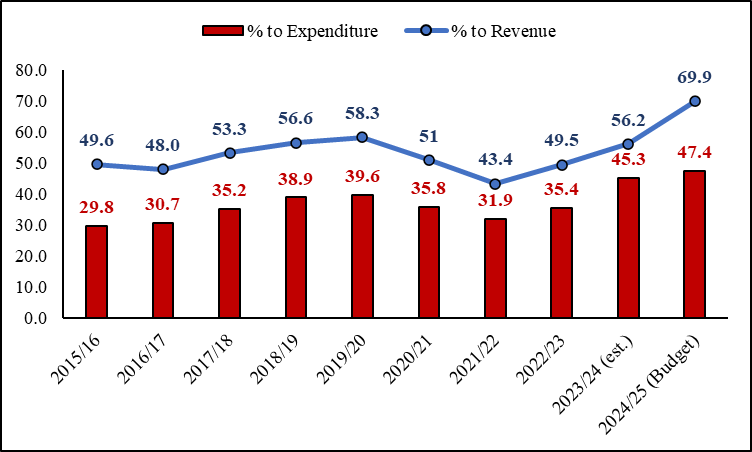 % to Expenditure % to Revenue
80.0
70.0
60.0
50.0
40.0
30.0
20.0
10.0
0.0
49.6 48.0 53.3 56.6 58.3 51 43.4 49.5 56.2 69.9
29.8 30.7 35.2 38.9 39.6 35.8 31.9 35.4 45.3 47.4
2015/16 2016/17 2017/18 2018/19 2019/20 2020/21 2021/22 2022/23 2023/24 (est.) 2024/25 (Budget)